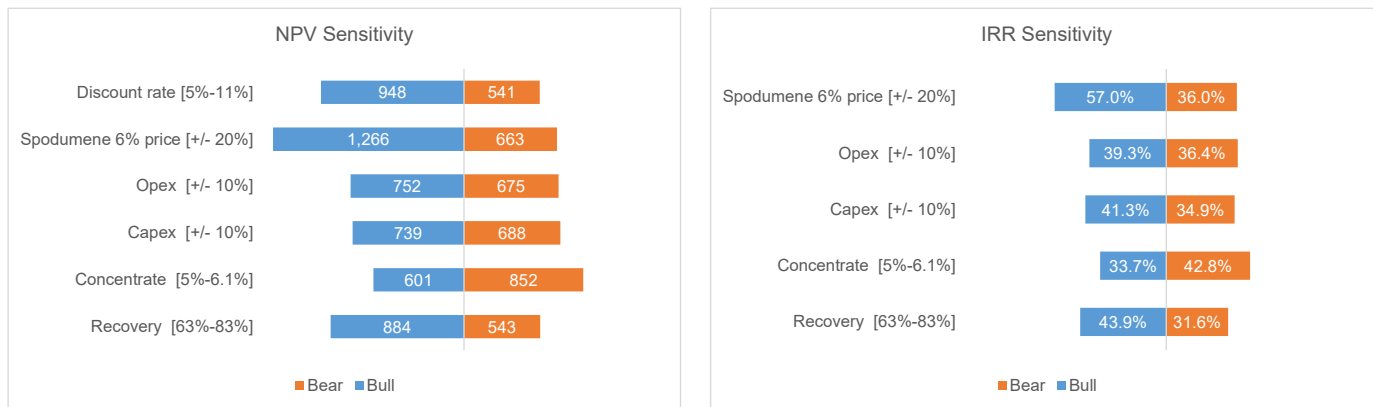 NPV Sensitivity
Discount rate [5%-11%] 948 541
Spodumene 6% price [+/- 20%] 1,266 663
Opex [+/- 10%] 752 675
Capex [+/- 10%] 739 688
Concentrate [5%-6.1%] 601 852
Recovery [63%-83%] 884 543
Bear Bull
IRR Sensitivity
Spodumene 6% price [+/- 20%] 57.0% 36.0%
Opex [+/- 10%] 39.3% 36.4%
Capex [+/- 10%] 41.3% 34.9%
Concentrate [5%-6.1%] 33.7% 42.8%
Recovery [63%-83%] 43.9% 31.6%
Bear Bull